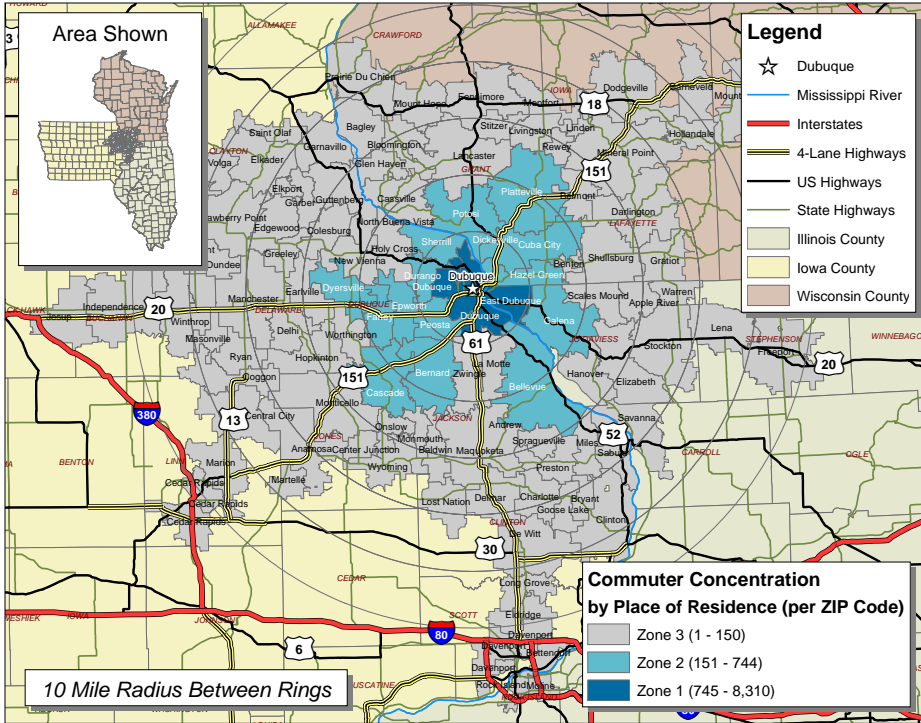 Area Shown
Legend
Dubuque
Mississippi River
Interstates
4-Lane Highways
US Highways
State Highways
Illinois County
Iowa County
Wisconsin County
ALLAMAKEE
CRAWFORD
Prairie Du Chien
Mount Hope
Fennimore
Montfort
IOWA
Dodgeville
Barneveld
Mount
18
Saint Olaf
Bagley
Stitzer
Livingston
Linden
Hollandale
CLAYTON
Garnavillo
Bloomington
Rewey
Mineral Point
Volga
Elkader
Glen Haven
Lancaster
GRANT
151
Elkport
Garber
Guttenberg
Cassville
Platteville
Belmont
Potosi
Darlington
LAFAYETTE
Edgewood
Colesburg
North Buena Vista
Sherrill
Dickeyville
Cuba City
Dundee
Greeley
Holy Cross
New Vienna
Benton
Shullsburg
Gratiot
Durango
Dubuque
Dubuque
Hazel Green
Dyersville
DUBUQUE
Epworth
East Dubuque
Scales Mound
Warren
Apple River
Independence
BUCHANAN
Jesup
20
Manchester
Earlville
DELAWARE
Farley
Peosta
Dubuque
Galena
JO DAVIESS
Lena
STEPHENSON
WINNEBAGO
Winthrop
Masonville
Delhi
Worthington
61
Stockton
Freeport
20
Ryan
Hopkinton
La Motte
Zwingle
Bernard
Hanover
Elizabeth
Coggon
151
Cascade
Bellevue
380
13
Central City
Monticello
JACKSON
Andrew
Savanna
Onslow
Monmouth
JONES
Anamosa
Center Junction
Baldwin
Maquoketa
Spragueville
Miles
52
CARROLL
OGLE
BENTON
LINN
Marion
Wyoming
Preston
Cedar Rapids
Martelle
Cedar Rapids
Cedar Rapids
Lost Nation
Delmar
Charlotte
Goose Lake
Bryant
CLINTON
Clinton
De Witt
30
CEDAR
Long Grove
Eldridge
IOWA
JOHNSON
SCOTT
80
6
Davenport
Davenport
Bettendorf
Davenport
Rock Island
Moline
10 Mile Radius Between Rings
Commuter Concentration
by Place of Residence (per ZIP Code)
Zone 3 (1 - 150)
Zone 2 (151 - 744)
Zone 1 (745 - 8,310)